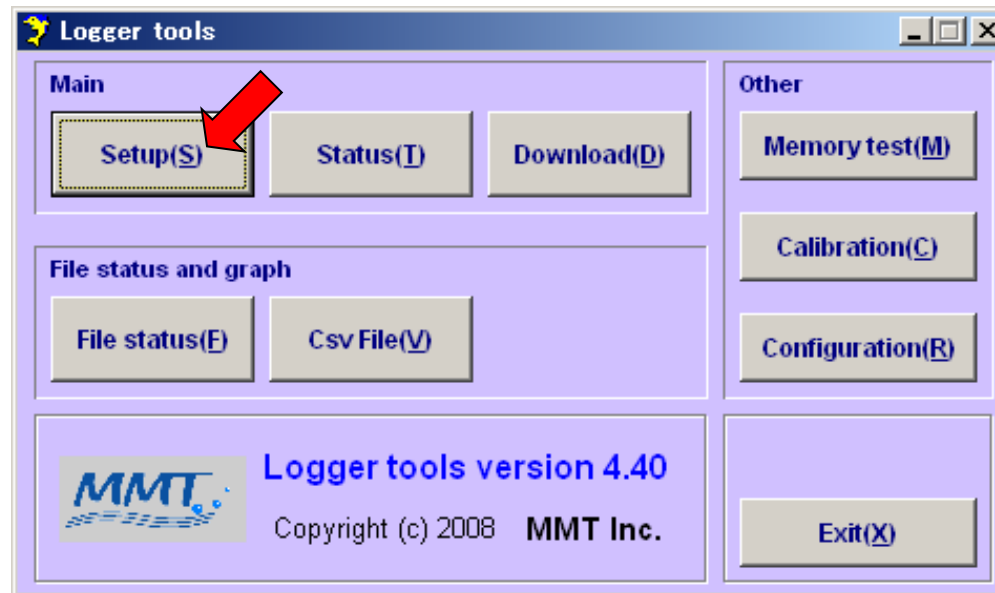 Logger tools
Main
Setup(S)
Status(T)
Download(D)
Other
Memory test(M)
Calibration(C)
Configuration(R)
File status and graph
File status(F)
Csv File(V)
MMT
Logger tools version 4.40
Copyright (c) 2008 MMT Inc.
Exit(X)